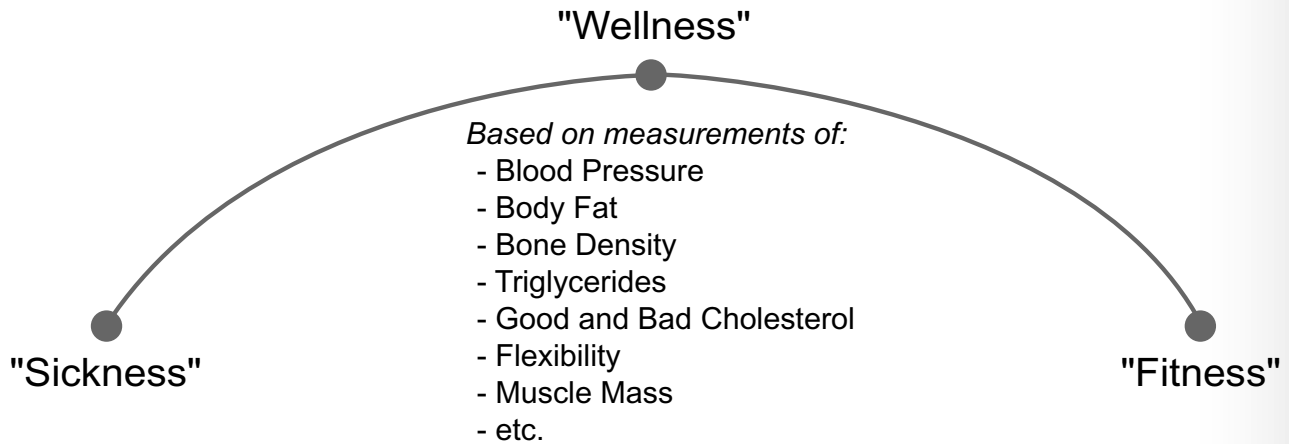 "Wellness"
Based on measurements of:
- Blood Pressure
- Body Fat
- Bone Density
- Triglycerides
- Good and Bad Cholesterol
- Flexibility
- Muscle Mass
- etc.
"Sickness"
"Fitness"